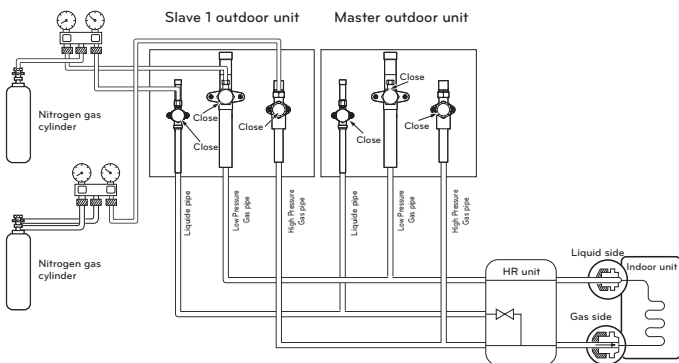 Slave 1 outdoor unit
Master outdoor unit
Nitrogen gas
cylinder
Nitrogen gas
cylinder
Close
Close
Close
Close
Close
Close
Liquide pipe
Low Pressure
Gas pipe
High Pressure
Gas pipe
Liquide pipe
Low Pressure
Gas pipe
High Pressure
Gas pipe
HR unit
Liquid side
Indoor unit
Gas side